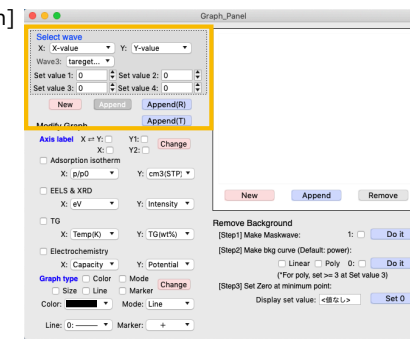 n]
Graph_Panel
Select wave
X: X-value Y: Y-value
Wave3: tareget...
Set value 1: 0 Set value 2: 0
Set value 3: 0 Set value 4: 0
New Append Append(R)
Append(T)
Modify Graph
Axis label X ⇌ Y: Y1: Change
X: Y2:
Adsorption isotherm
X: p/p0 Y: cm3(STP)
EELS & XRD
X: eV Y: Intensity
TG
X: Temp(K) Y: TG(wt%)
Electrochemistry
X: Capacity Y: Potential
Graph type Color Mode Change
Size Line Marker
Color: Mode: Line
Line: 0: Marker: +
New Append Remove
Remove Background
[Step1] Make Maskwave: 1: Do it
[Step2] Make bkg curve (Default: power):
Linear Poly 0: Do it
(*For poly, set >= 3 at Set value 3)
[Step3] Set Zero at minimum point:
Display set value: <値なし> Set 0